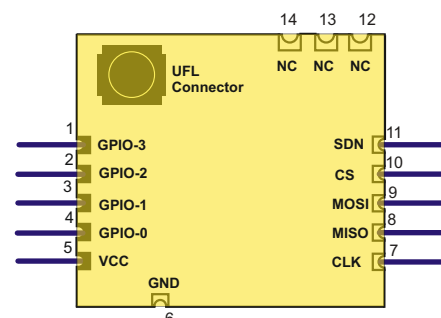 14 13 12
NC NC NC
UFL
Connector
1 GPIO-3 SDN 11
2 GPIO-2 CS 10
3 GPIO-1 MOSI 9
4 GPIO-0 MISO 8
5 VCC CLK 7
GND
6